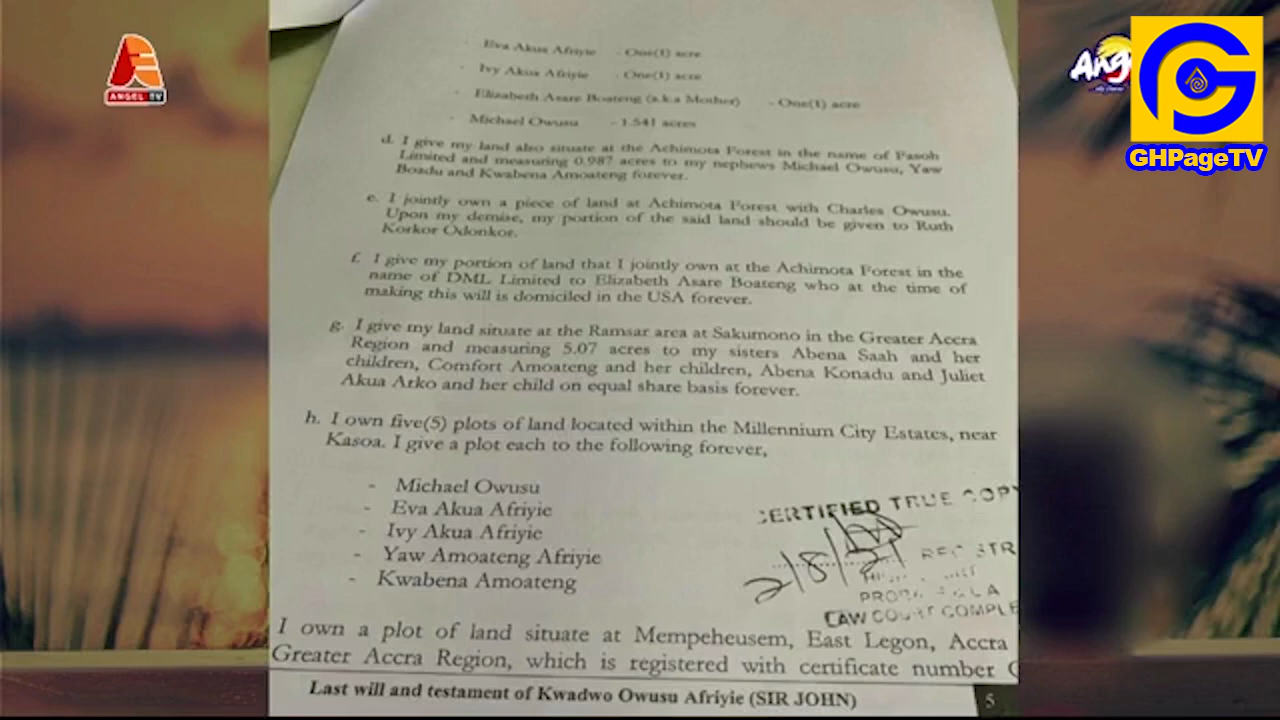 ANGEL TV
Ang
GHPageTV
- Eva Akua Afriyie - One(1) acre
- Ivy Akua Afriyie - One(1) acre
- Elizabeth Asare Boateng (a.k.a Mother) - One(1) acre
- Michael Owusu - 1.541 acres
d. I give my land also situate at the Achimota Forest in the name of Fasoh
Limited and measuring 0.987 acres to my nephews Michael Owusu, Yaw
Boadu and Kwabena Amoateng forever.
e. I jointly own a piece of land at Achimota Forest with Charles Owusu.
Upon my demise, my portion of the said land should be given to Ruth
Korkor Odonkor.
f. I give my portion of land that I jointly own at the Achimota Forest in the
name of DML Limited to Elizabeth Asare Boateng who at the time of
making this will is domiciled in the USA forever.
g. I give my land situate at the Ramsar area at Sakumono in the Greater Accra
Region and measuring 5.07 acres to my sisters Abena Saah and her
children, Comfort Amoateng and her children, Abena Konadu and Juliet
Akua Arko and her child on equal share basis forever.
h. I own five(5) plots of land located within the Millennium City Estates, near
Kasoa. I give a plot each to the following forever,
- Michael Owusu
- Eva Akua Afriyie
- Ivy Akua Afriyie
- Yaw Amoateng Afriyie
- Kwabena Amoateng
CERTIFIED TRUE COPY
2/8/21
LAW COURT COMPLE
I own a plot of land situate at Mempeheusem, East Legon, Accra
Greater Accra Region, which is registered with certificate number
Last will and testament of Kwadwo Owusu Afriyie (SIR JOHN) 5